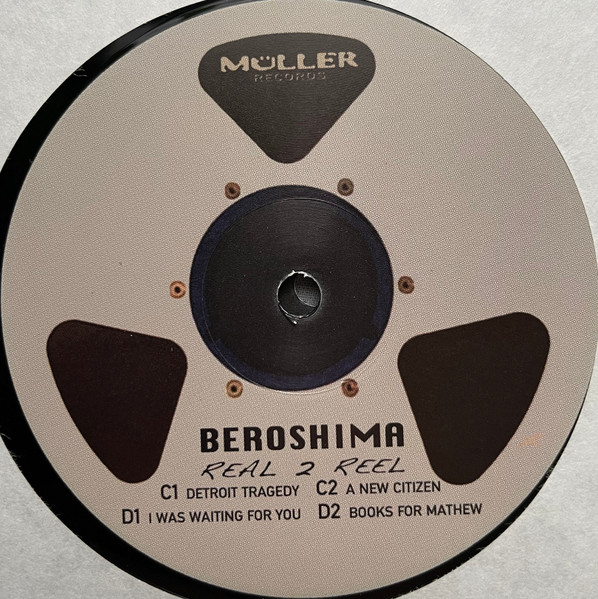 MÜLLER
RECORDS
BEROSHIMA
REAL 2 REEL
C1 DETROIT TRAGEDY C2 A NEW CITIZEN
D1 I WAS WAITING FOR YOU D2 BOOKS FOR MATHEW